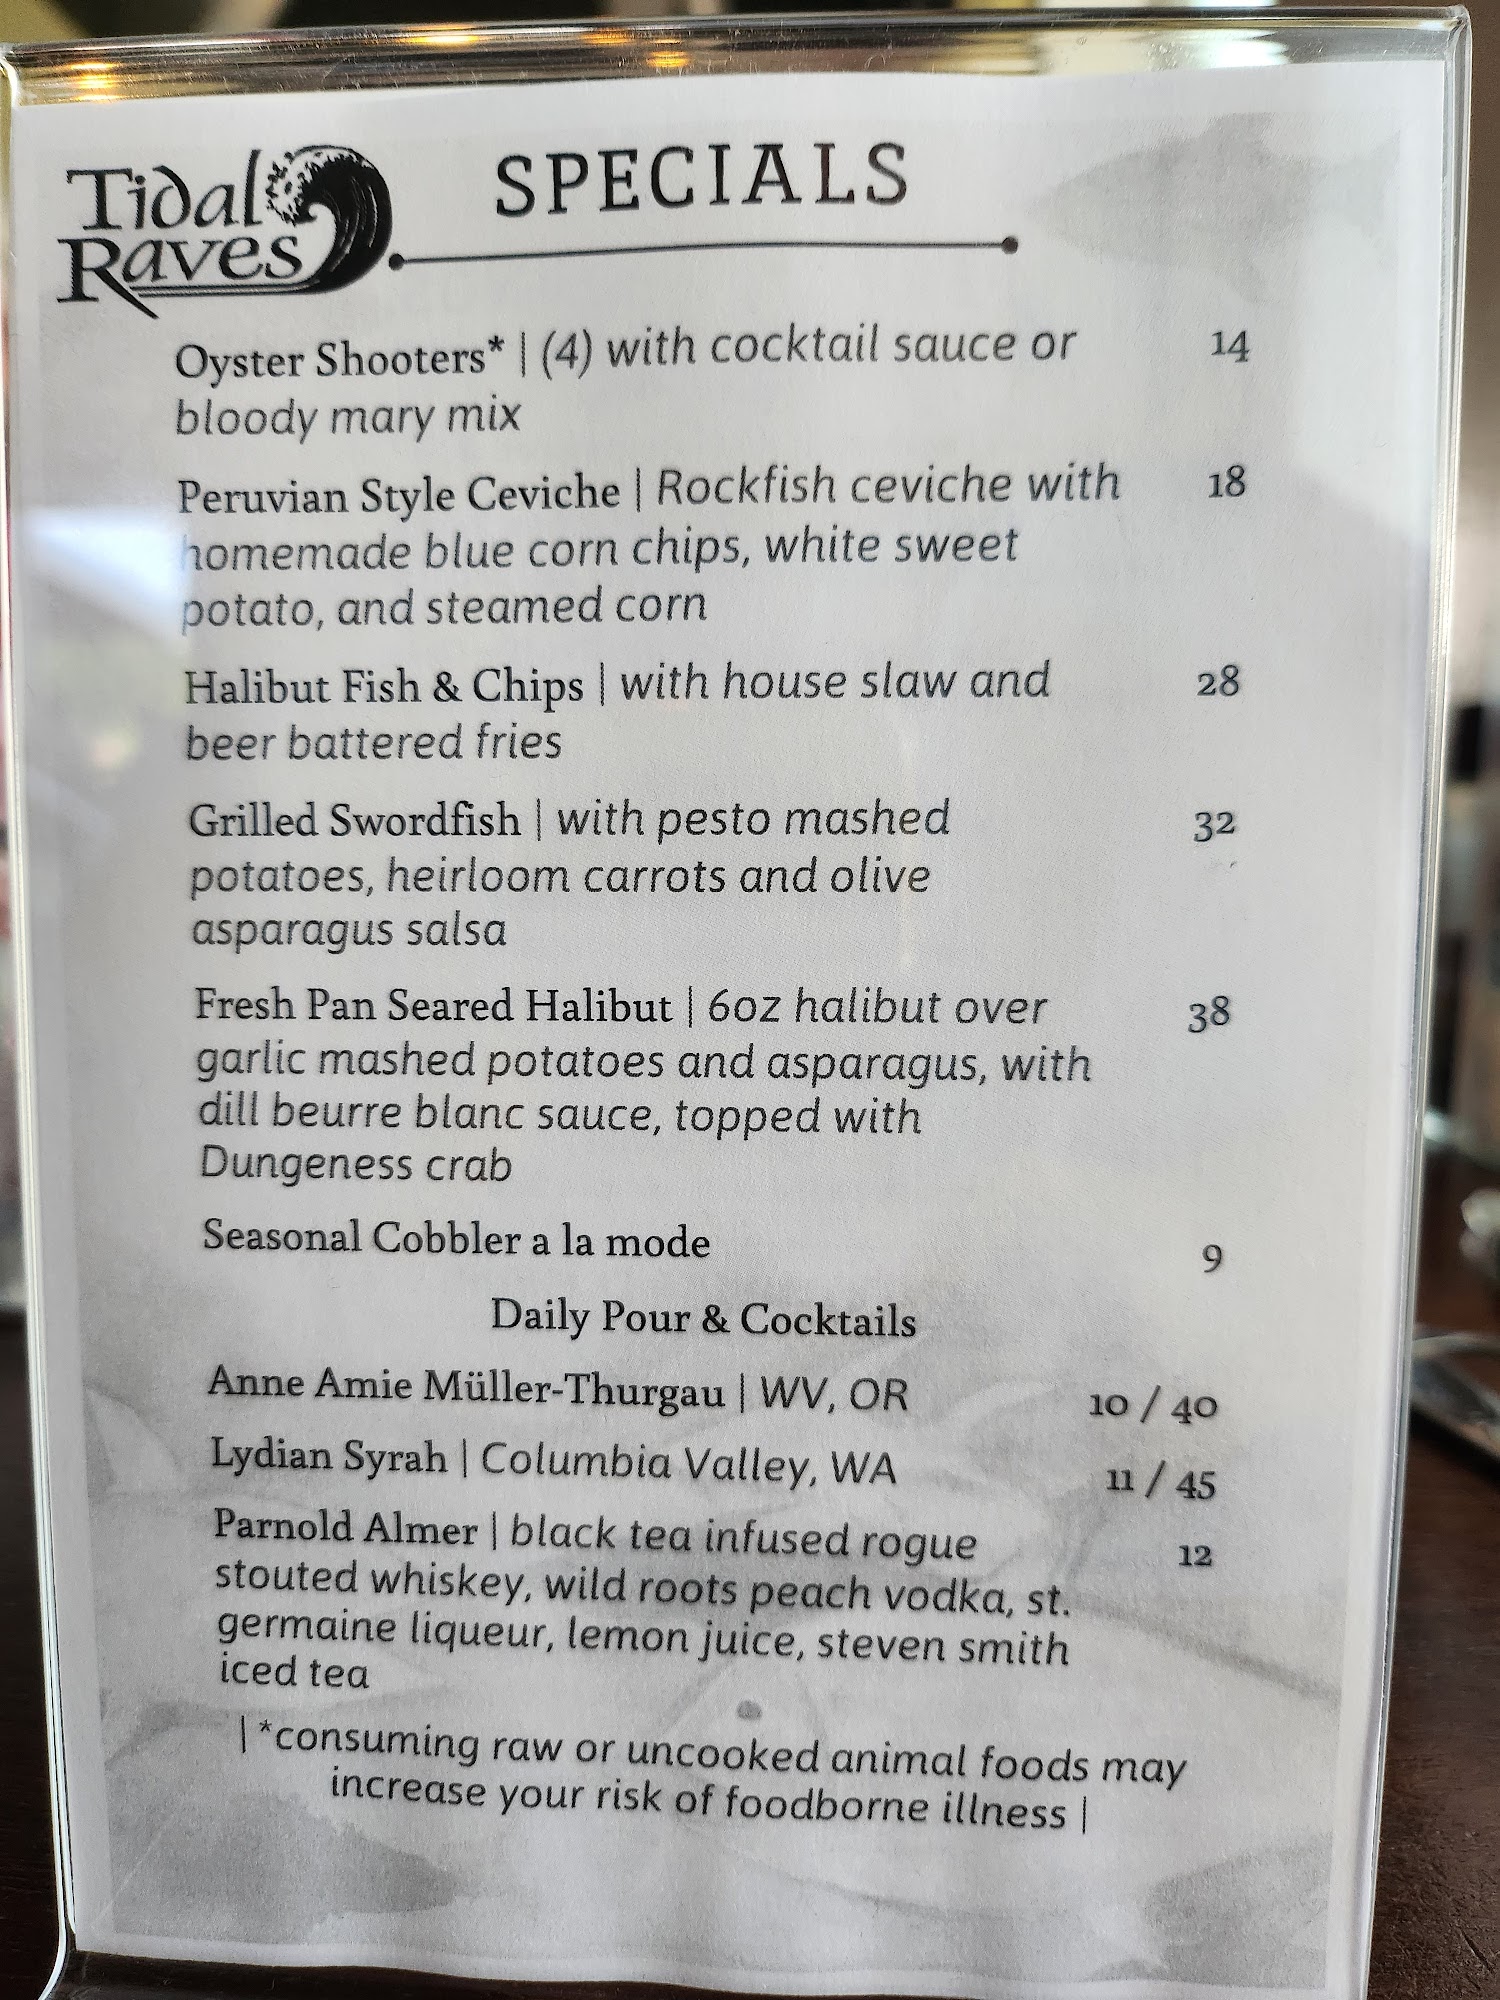 Tidal
Raves
SPECIALS
Oyster Shooters* | (4) with cocktail sauce or 14
bloody mary mix
Peruvian Style Ceviche | Rockfish ceviche with 18
homemade blue corn chips, white sweet
potato, and steamed corn
Halibut Fish & Chips | with house slaw and 28
beer battered fries
Grilled Swordfish | with pesto mashed 32
potatoes, heirloom carrots and olive
asparagus salsa
Fresh Pan Seared Halibut | 6oz halibut over 38
garlic mashed potatoes and asparagus, with
dill beurre blanc sauce, topped with
Dungeness crab
Seasonal Cobbler a la mode 9
Daily Pour & Cocktails
Anne Amie Müller-Thurgau | WV, OR 10 / 40
Lydian Syrah | Columbia Valley, WA 11 / 45
Parnold Almer | black tea infused rogue 12
stouted whiskey, wild roots peach vodka, st.
germaine liqueur, lemon juice, steven smith
iced tea
| *consuming raw or uncooked animal foods may
increase your risk of foodborne illness |